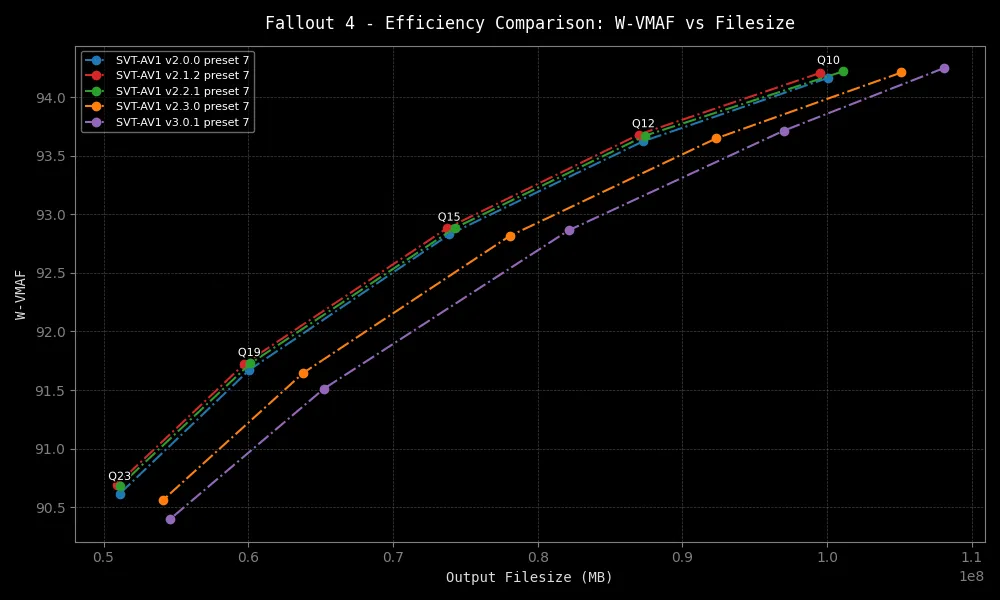 Fallout 4 - Efficiency Comparison: W-VMAF vs Filesize
SVT-AV1 v2.0.0 preset 7
SVT-AV1 v2.1.2 preset 7
SVT-AV1 v2.2.1 preset 7
SVT-AV1 v2.3.0 preset 7
SVT-AV1 v3.0.1 preset 7
Q10
Q12
Q15
Q19
Q23
W-VMAF
94.0
93.5
93.0
92.5
92.0
91.5
91.0
90.5
0.5 0.6 0.7 0.8 0.9 1.0 1.1
1e8
Output Filesize (MB)